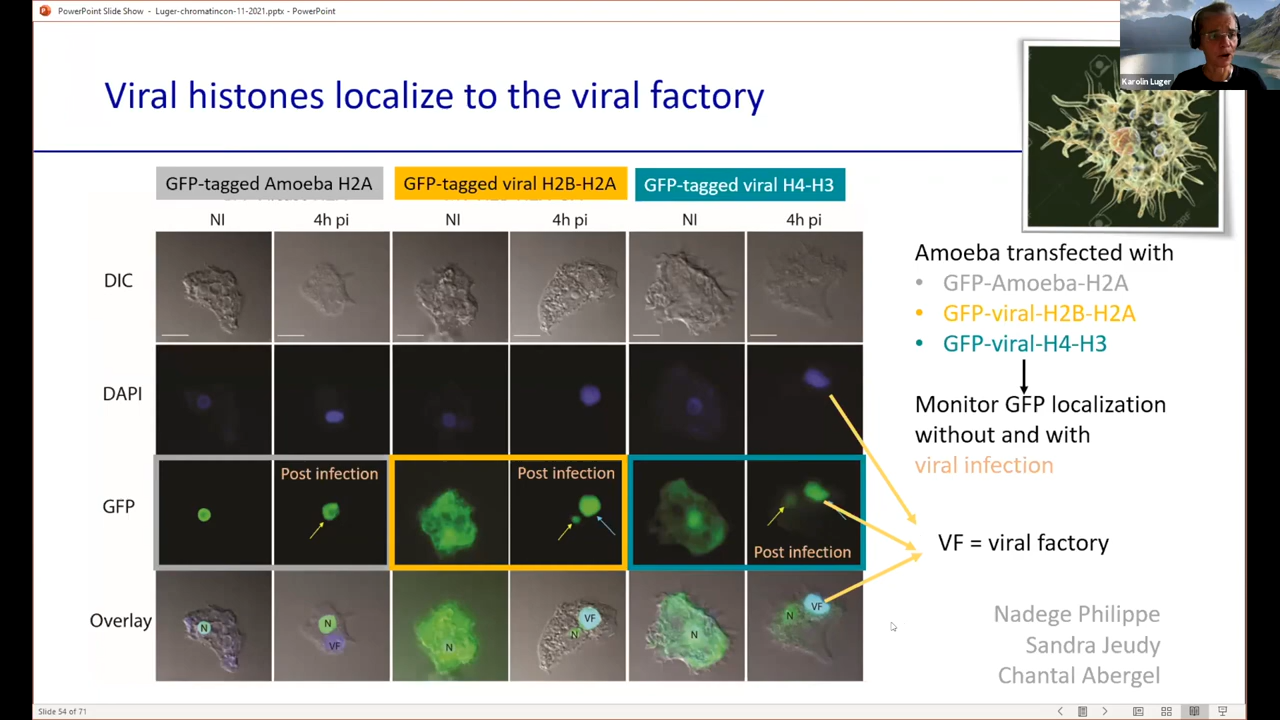 PowerPoint Slide Show - Luger-chromatincon-11-2021.pptx - PowerPoint
Karolin Luger
Viral histones localize to the viral factory
GFP-tagged Amoeba H2A
GFP-tagged viral H2B-H2A
GFP-tagged viral H4-H3
NI
4h pi
NI
4h pi
NI
4h pi
DIC
DAPI
GFP
Post infection
Post infection
Post infection
Overlay
N
N
VF
N
VF
N
N
VF
N
Amoeba transfected with
• GFP-Amoeba-H2A
• GFP-viral-H2B-H2A
• GFP-viral-H4-H3
Monitor GFP localization
without and with
viral infection
VF = viral factory
Nadege Philippe
Sandra Jeudy
Chantal Abergel
Slide 54 of 71